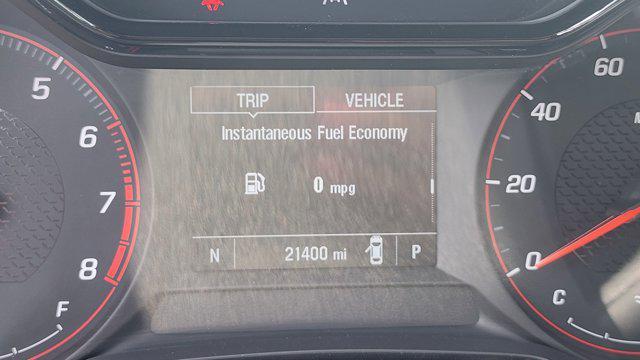 TRIP VEHICLE
Instantaneous Fuel Economy
0 mpg
N 21400 mi P
5
6
7
8
F
60
40
20
0
C